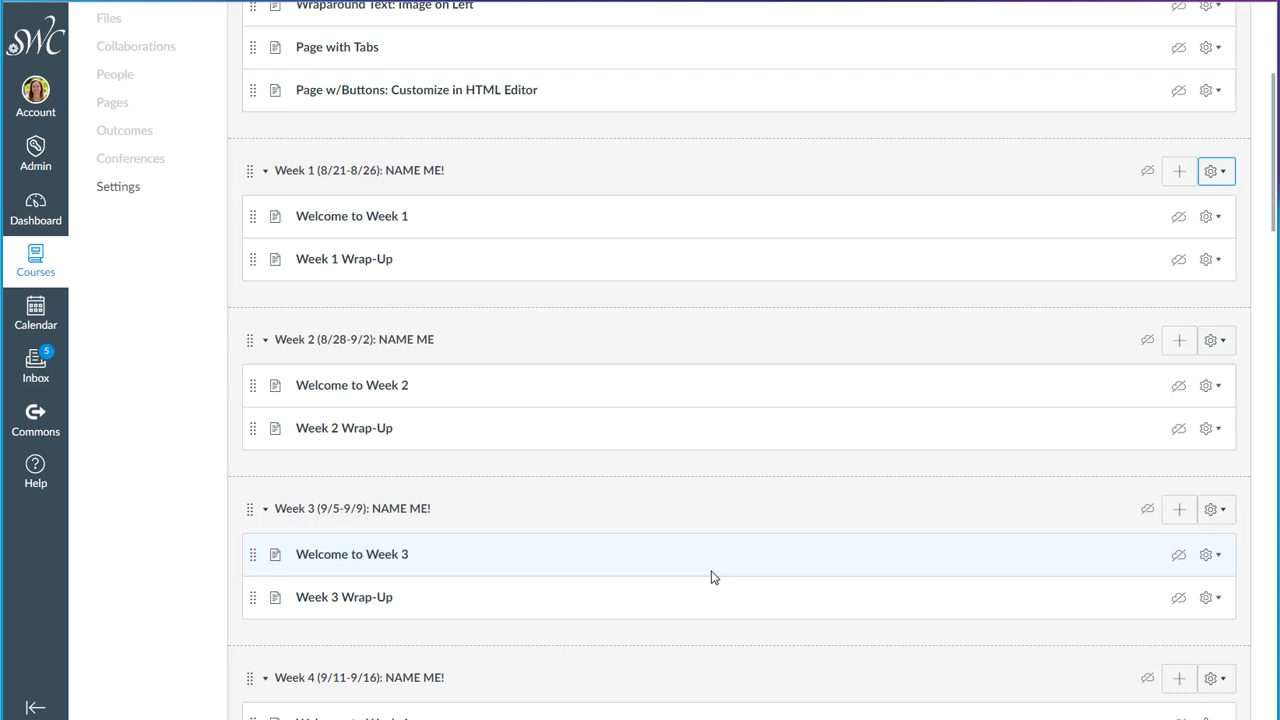 SWC
Account
Admin
Dashboard
Courses
Calendar
5
Inbox
Commons
Help
Files
Collaborations
People
Pages
Outcomes
Conferences
Settings
Wraparound Text: Image on Left
Page with Tabs
Page w/Buttons: Customize in HTML Editor
Week 1 (8/21-8/26): NAME ME!
Welcome to Week 1
Week 1 Wrap-Up
Week 2 (8/28-9/2): NAME ME
Welcome to Week 2
Week 2 Wrap-Up
Week 3 (9/5-9/9): NAME ME!
Welcome to Week 3
Week 3 Wrap-Up
Week 4 (9/11-9/16): NAME ME!